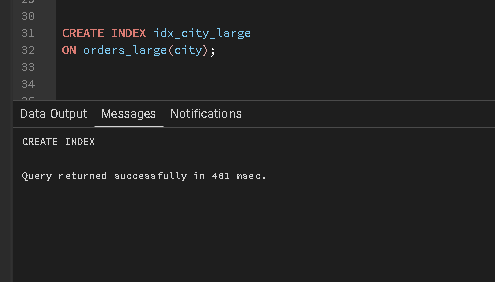 30
31 CREATE INDEX idx_city_large
32 ON orders_large(city);
33
34
Data Output Messages Notifications
CREATE INDEX
Query returned successfully in 461 msec.